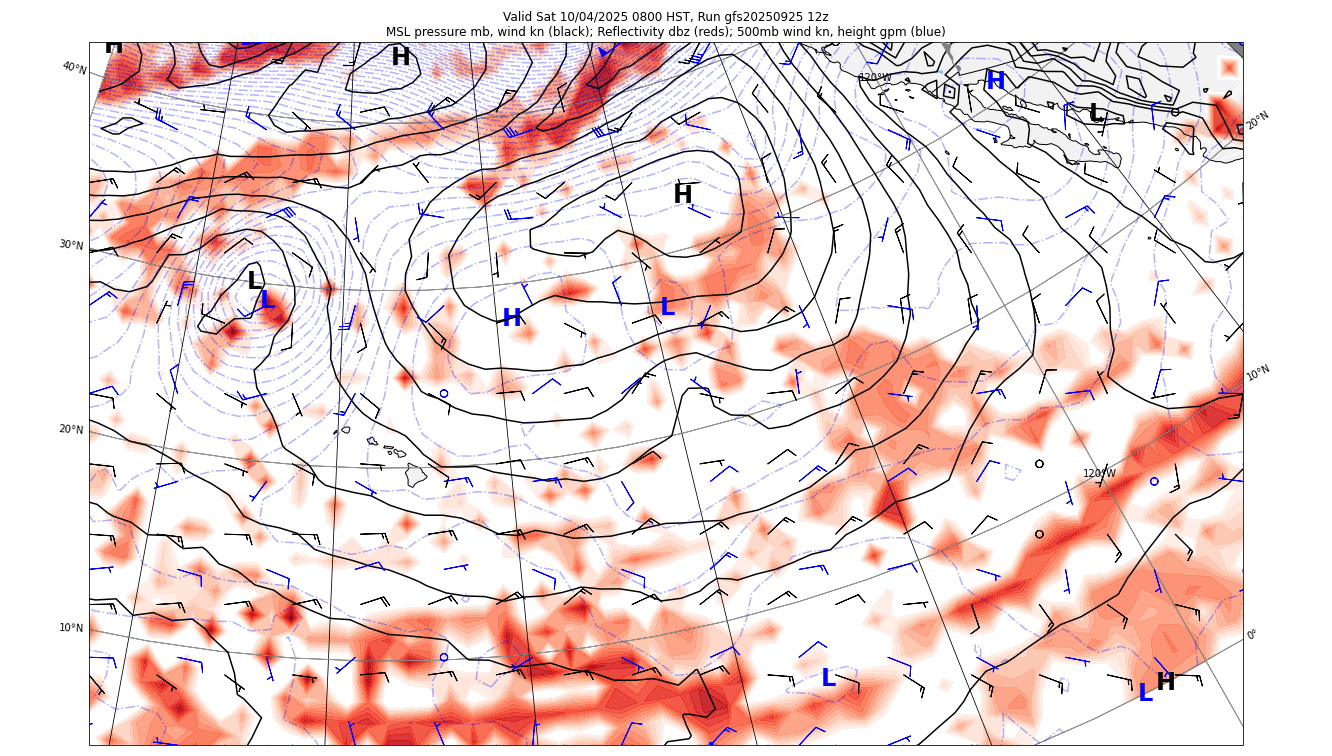 Valid Sat 10/04/2025 0800 HST, Run gfs20250925 12z
MSL pressure mb, wind kn (black); Reflectivity dbz (reds); 500mb wind kn, height gpm (blue)
H
H
40°N
120°W
H
L
20°N
H
30°N
L
L
L
H
10°N
20°N
120°W
10°N
0°
L
H
L